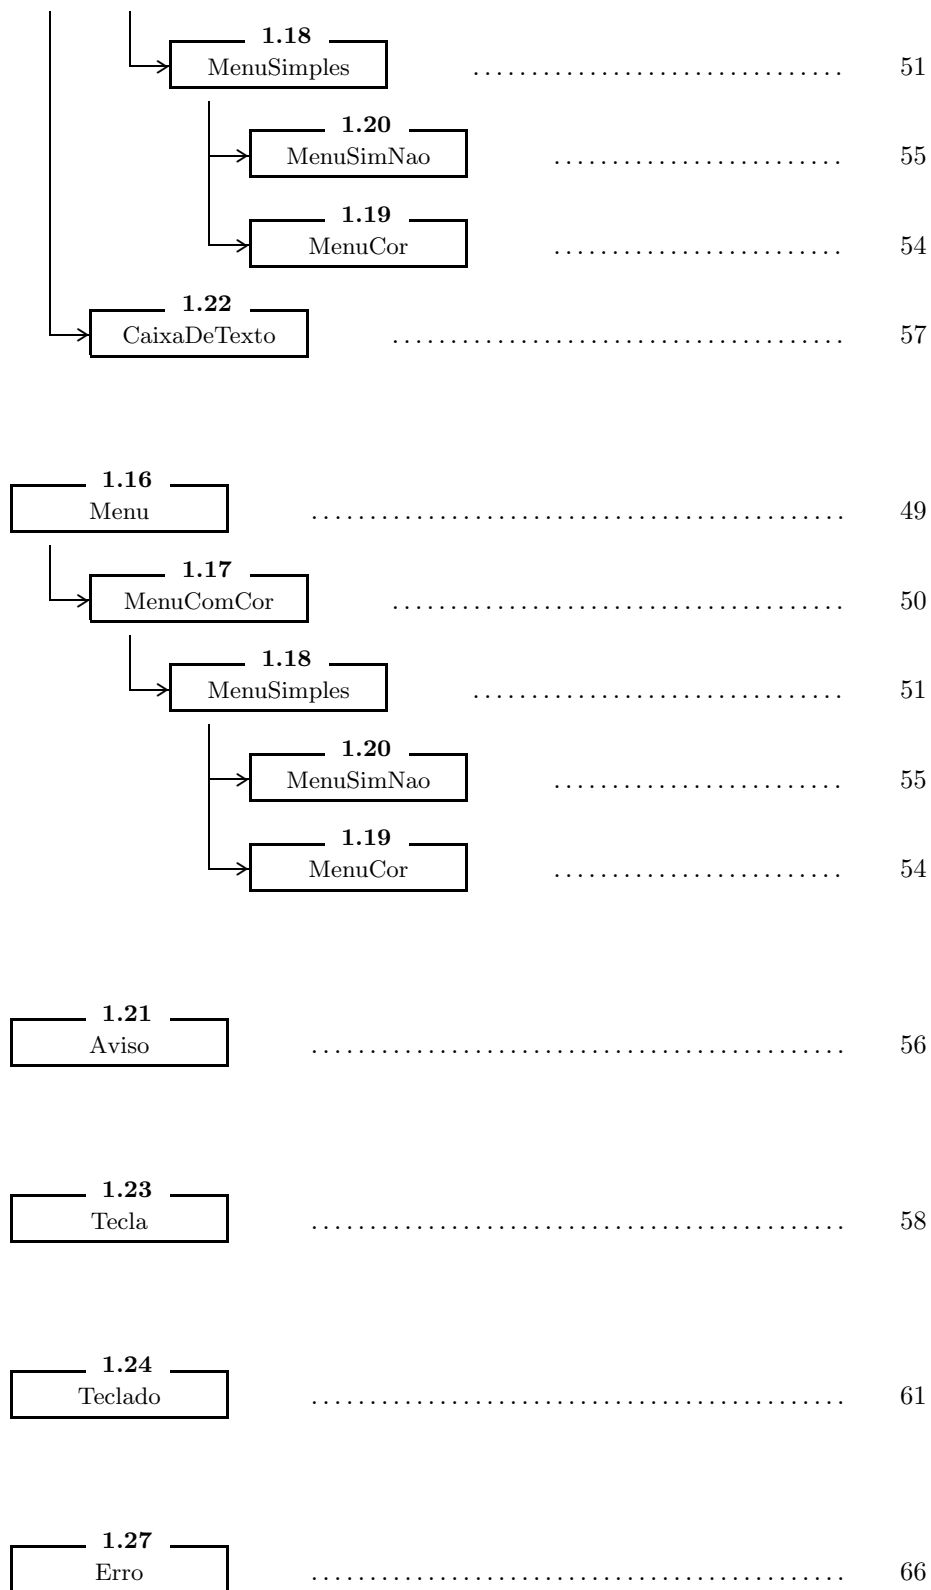 1.18
MenuSimples ................................ 51
1.20
MenuSimNao ......................... 55
1.19
MenuCor ......................... 54
1.22
CaixaDeTexto ....................................... 57
1.16
Menu .............................................. 49
1.17
MenuComCor ....................................... 50
1.18
MenuSimples ................................ 51
1.20
MenuSimNao ......................... 55
1.19
MenuCor ......................... 54
1.21
Aviso .............................................. 56
1.23
Tecla .............................................. 58
1.24
Teclado .............................................. 61
1.27
Erro .............................................. 66